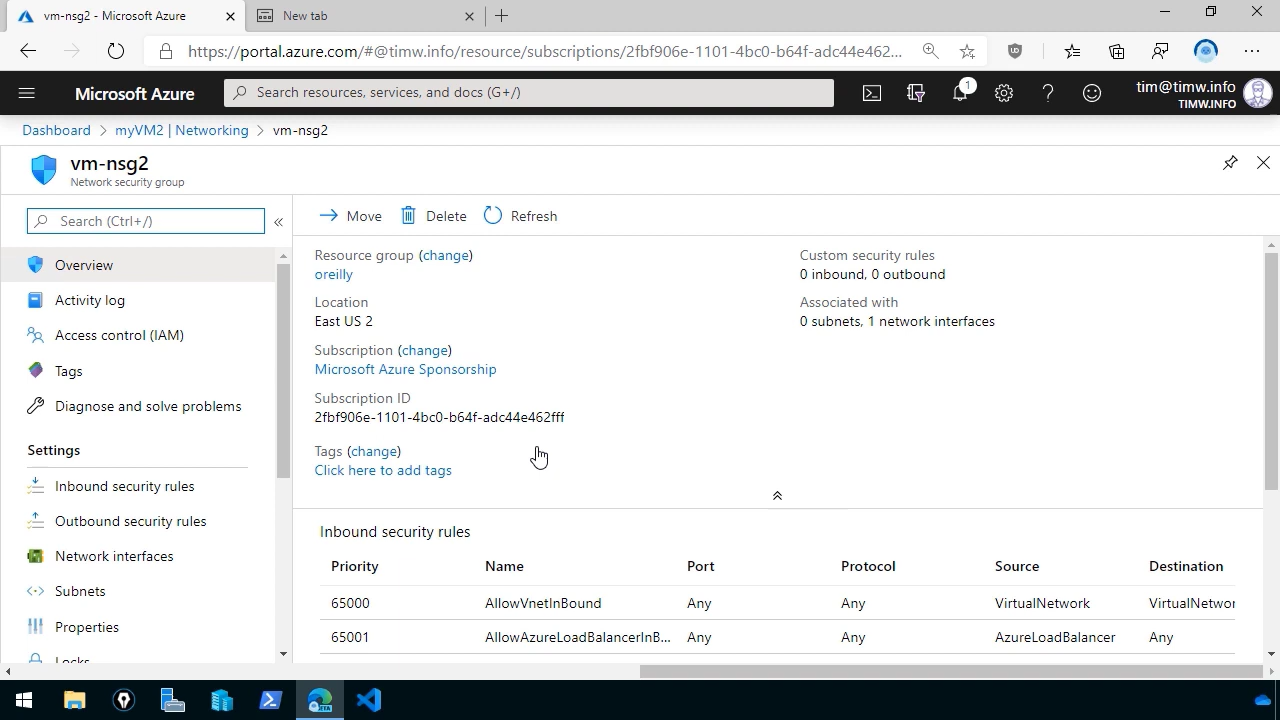 vm-nsg2 - Microsoft Azure
New tab
https://portal.azure.com/#@timw.info/resource/subscriptions/2fbf906e-1101-4bc0-b64f-adc44e462...
Microsoft Azure
Search resources, services, and docs (G+/)
1
tim@timw.info
TIMW.INFO
Dashboard > myVM2 | Networking > vm-nsg2
vm-nsg2
Network security group
Search (Ctrl+/)
«
Overview
Activity log
Access control (IAM)
Tags
Diagnose and solve problems
Settings
Inbound security rules
Outbound security rules
Network interfaces
Subnets
Properties
Locks
Move
Delete
Refresh
Resource group (change)
oreilly
Location
East US 2
Subscription (change)
Microsoft Azure Sponsorship
Subscription ID
2fbf906e-1101-4bc0-b64f-adc44e462fff
Tags (change)
Click here to add tags
Custom security rules
0 inbound, 0 outbound
Associated with
0 subnets, 1 network interfaces
Inbound security rules
Priority Name Port Protocol Source Destination
65000 AllowVnetInBound Any Any VirtualNetwork VirtualNetwor
65001 AllowAzureLoadBalancerInB... Any Any AzureLoadBalancer Any